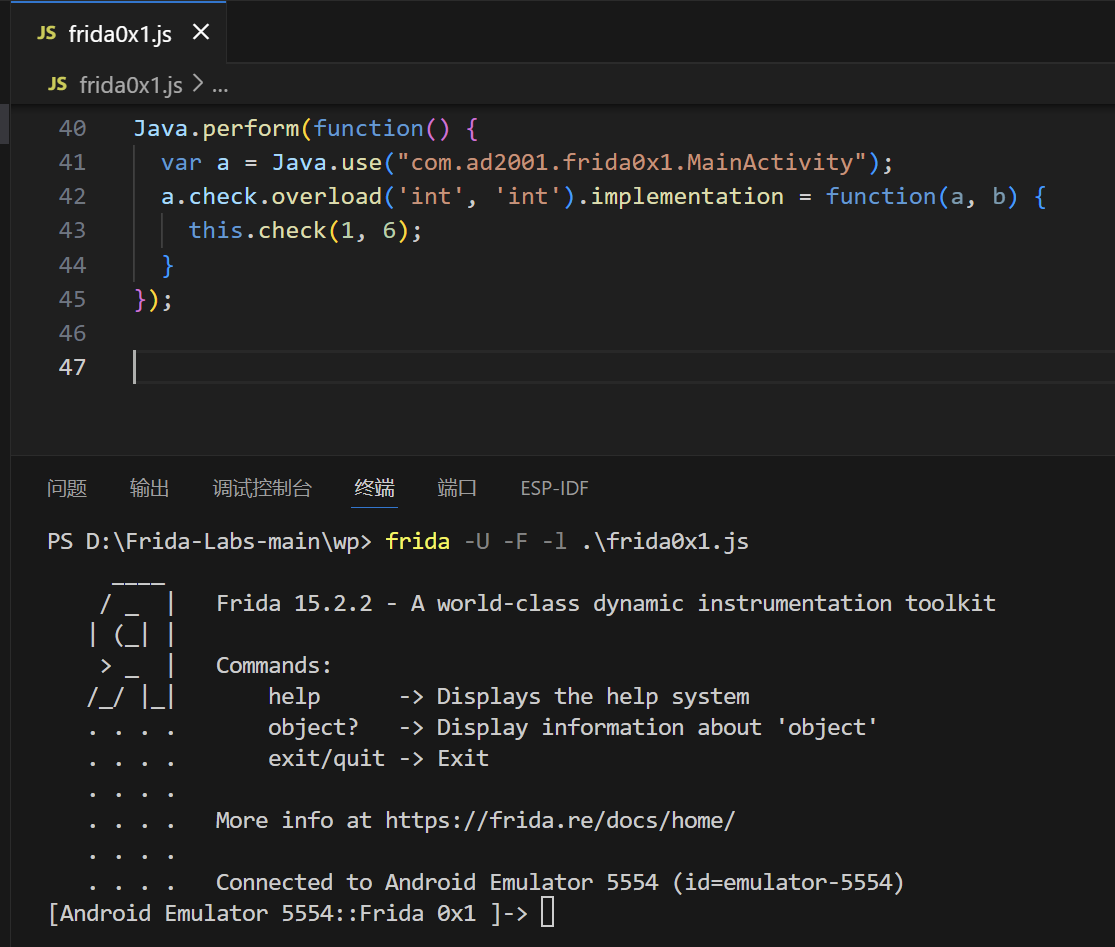 JS frida0x1.js ×
JS frida0x1.js > ...
40 Java.perform(function() {
41   var a = Java.use("com.ad2001.frida0x1.MainActivity");
42   a.check.overload('int', 'int').implementation = function(a, b) {
43     this.check(1, 6);
44   }
45 });
46
47
问题 输出 调试控制台 终端 端口 ESP-IDF
PS D:\Frida-Labs-main\wp> frida -U -F -l .\frida0x1.js
     ____
    / _  |   Frida 15.2.2 - A world-class dynamic instrumentation toolkit
   | (_| |
    > _  |   Commands:
   /_/ |_|       help      -> Displays the help system
   . . . .       object?   -> Display information about 'object'
   . . . .       exit/quit -> Exit
   . . . .
   . . . .   More info at https://frida.re/docs/home/
   . . . .
   . . . .   Connected to Android Emulator 5554 (id=emulator-5554)
[Android Emulator 5554::Frida 0x1 ]->